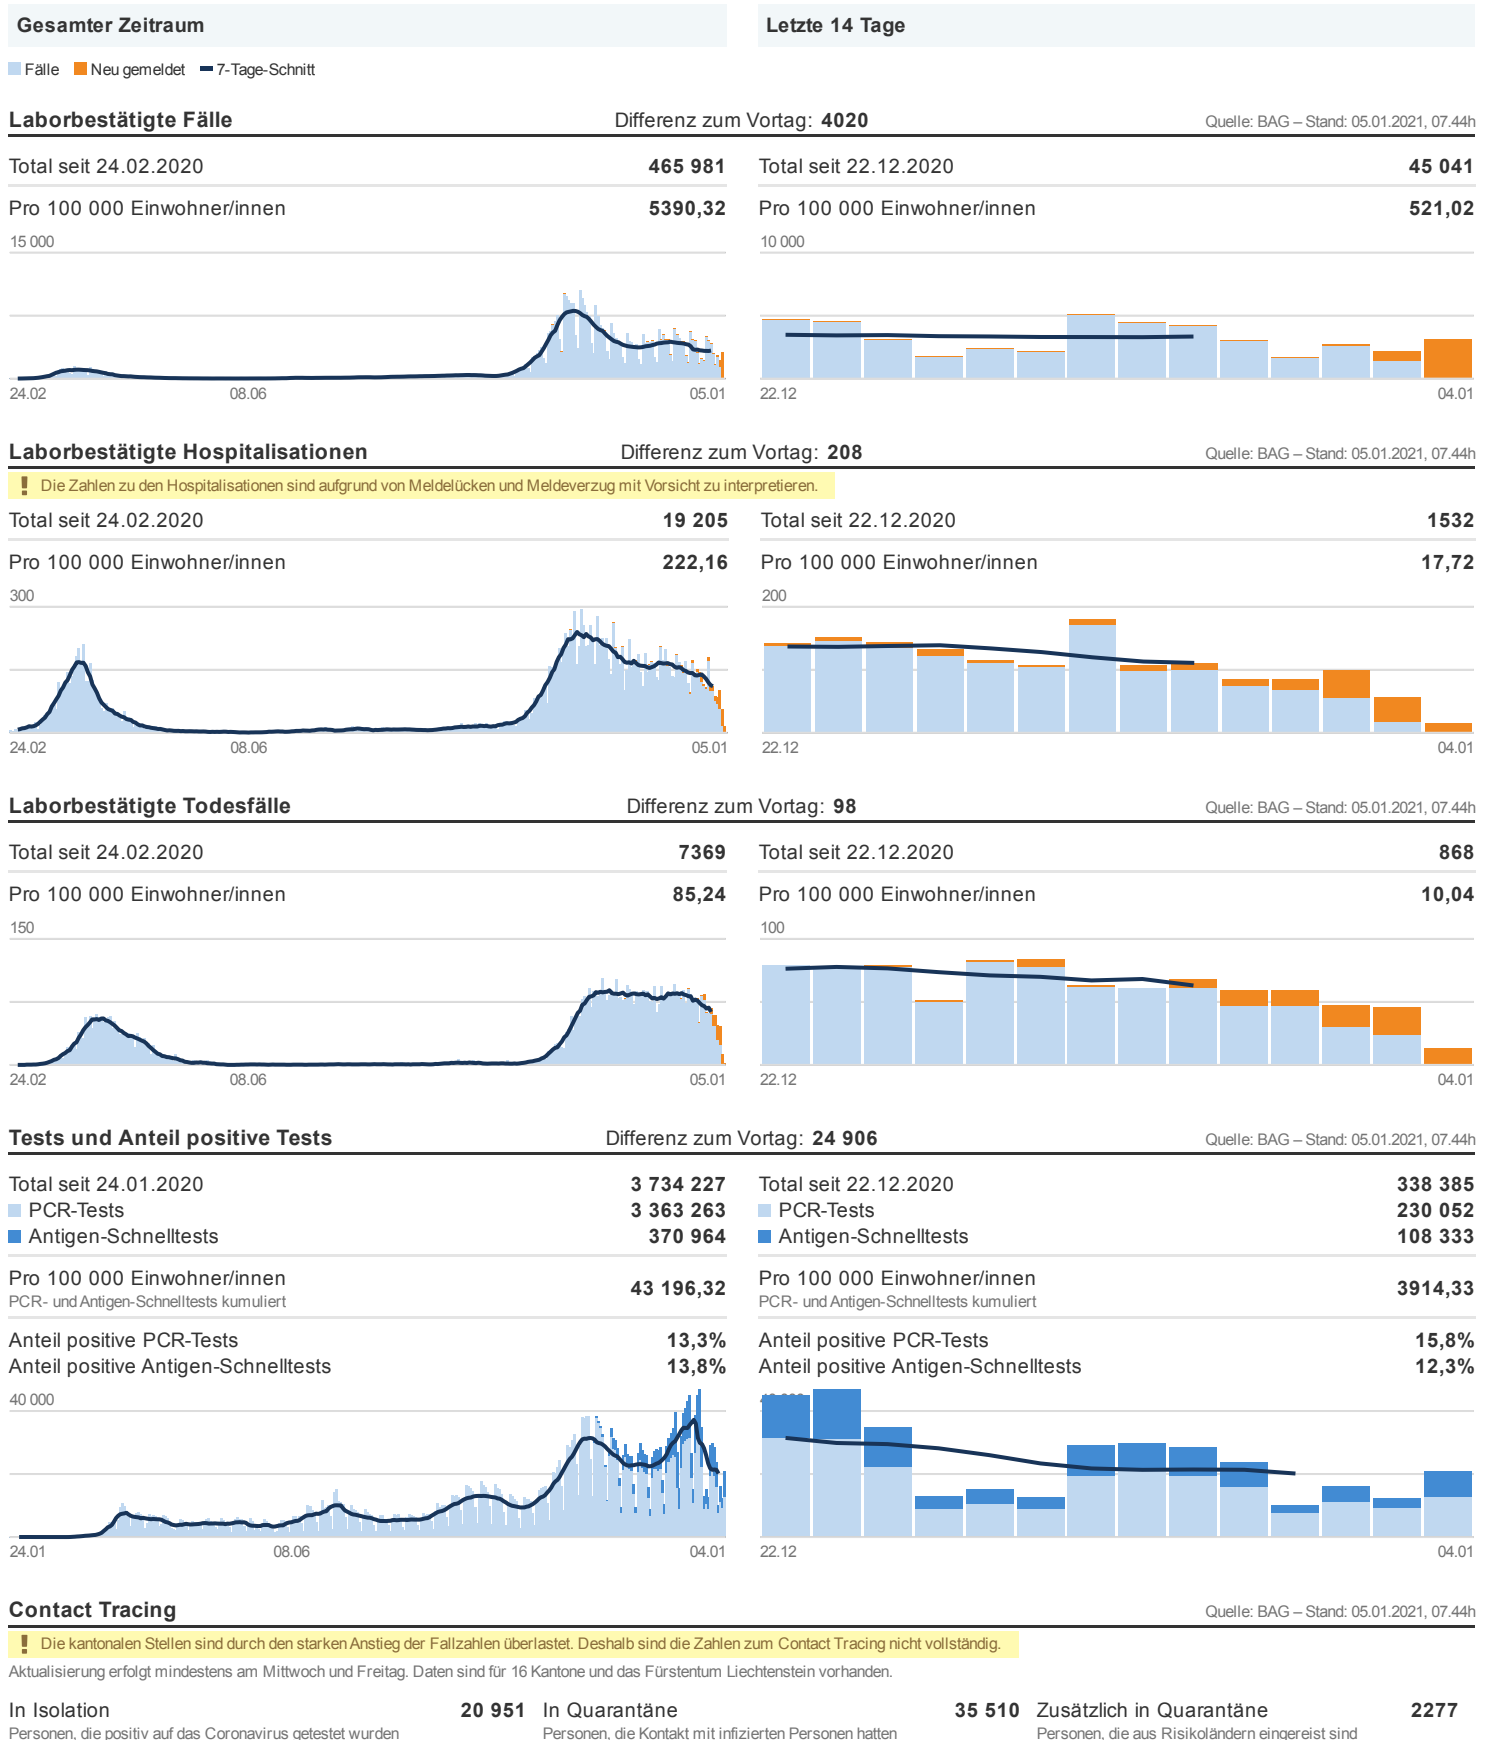 Gesamter Zeitraum
Letzte 14 Tage
Fälle Neu gemeldet 7-Tage-Schnitt
Laborbestätigte Fälle Differenz zum Vortag: 4020 Quelle: BAG – Stand: 05.01.2021, 07.44h
Total seit 24.02.2020 465 981
Pro 100 000 Einwohner/innen 5390,32
15 000
24.02 08.06 05.01
Total seit 22.12.2020 45 041
Pro 100 000 Einwohner/innen 521,02
10 000
22.12 04.01
Laborbestätigte Hospitalisationen Differenz zum Vortag: 208 Quelle: BAG – Stand: 05.01.2021, 07.44h
! Die Zahlen zu den Hospitalisationen sind aufgrund von Meldelücken und Meldeverzug mit Vorsicht zu interpretieren.
Total seit 24.02.2020 19 205
Pro 100 000 Einwohner/innen 222,16
300
24.02 08.06 05.01
Total seit 22.12.2020 1532
Pro 100 000 Einwohner/innen 17,72
200
22.12 04.01
Laborbestätigte Todesfälle Differenz zum Vortag: 98 Quelle: BAG – Stand: 05.01.2021, 07.44h
Total seit 24.02.2020 7369
Pro 100 000 Einwohner/innen 85,24
150
24.02 08.06 05.01
Total seit 22.12.2020 868
Pro 100 000 Einwohner/innen 10,04
100
22.12 04.01
Tests und Anteil positive Tests Differenz zum Vortag: 24 906 Quelle: BAG – Stand: 05.01.2021, 07.44h
Total seit 24.01.2020 3 734 227
PCR-Tests 3 363 263
Antigen-Schnelltests 370 964
Pro 100 000 Einwohner/innen 43 196,32
PCR- und Antigen-Schnelltests kumuliert
Anteil positive PCR-Tests 13,3%
Anteil positive Antigen-Schnelltests 13,8%
40 000
24.01 08.06 04.01
Total seit 22.12.2020 338 385
PCR-Tests 230 052
Antigen-Schnelltests 108 333
Pro 100 000 Einwohner/innen 3914,33
PCR- und Antigen-Schnelltests kumuliert
Anteil positive PCR-Tests 15,8%
Anteil positive Antigen-Schnelltests 12,3%
22.12 04.01
Contact Tracing Quelle: BAG – Stand: 05.01.2021, 07.44h
! Die kantonalen Stellen sind durch den starken Anstieg der Fallzahlen überlastet. Deshalb sind die Zahlen zum Contact Tracing nicht vollständig.
Aktualisierung erfolgt mindestens am Mittwoch und Freitag. Daten sind für 16 Kantone und das Fürstentum Liechtenstein vorhanden.
In Isolation 20 951
Personen, die positiv auf das Coronavirus getestet wurden
In Quarantäne 35 510
Personen, die Kontakt mit infizierten Personen hatten
Zusätzlich in Quarantäne 2277
Personen, die aus Risikoländern eingereist sind